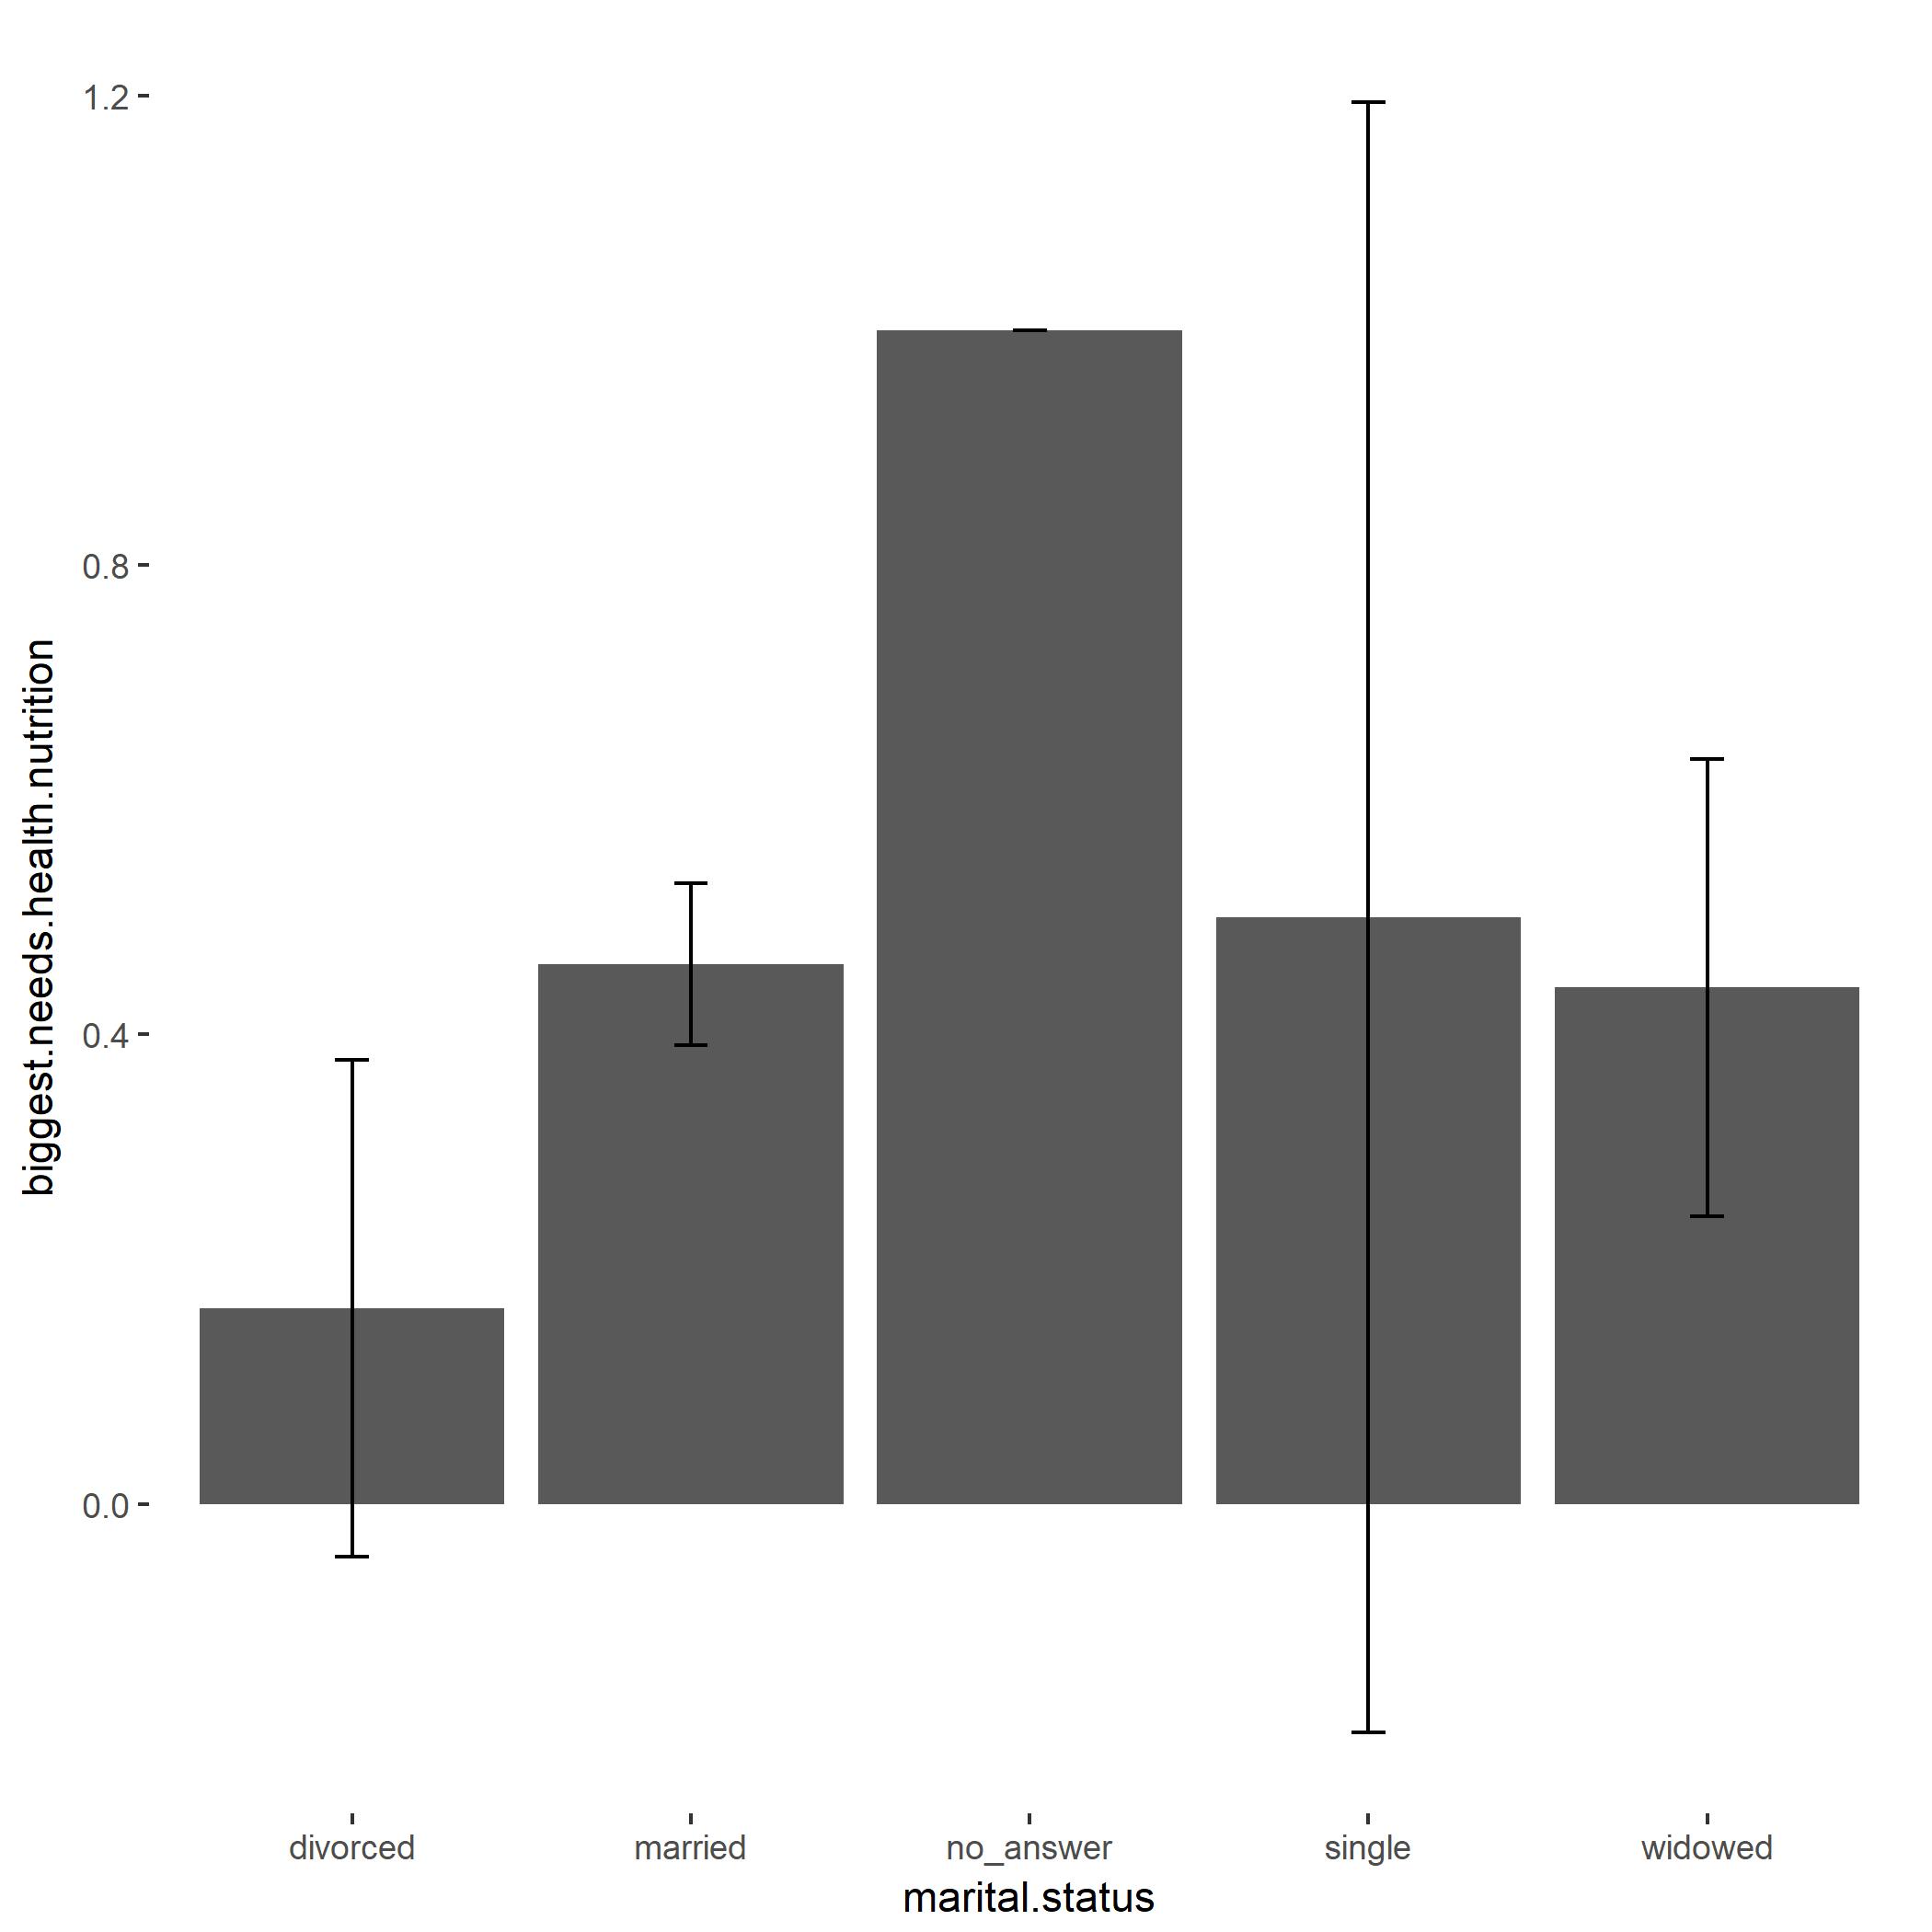 1.2
0.8
0.4
0.0
biggest.needs.health.nutrition
divorced married no_answer single widowed
marital.status